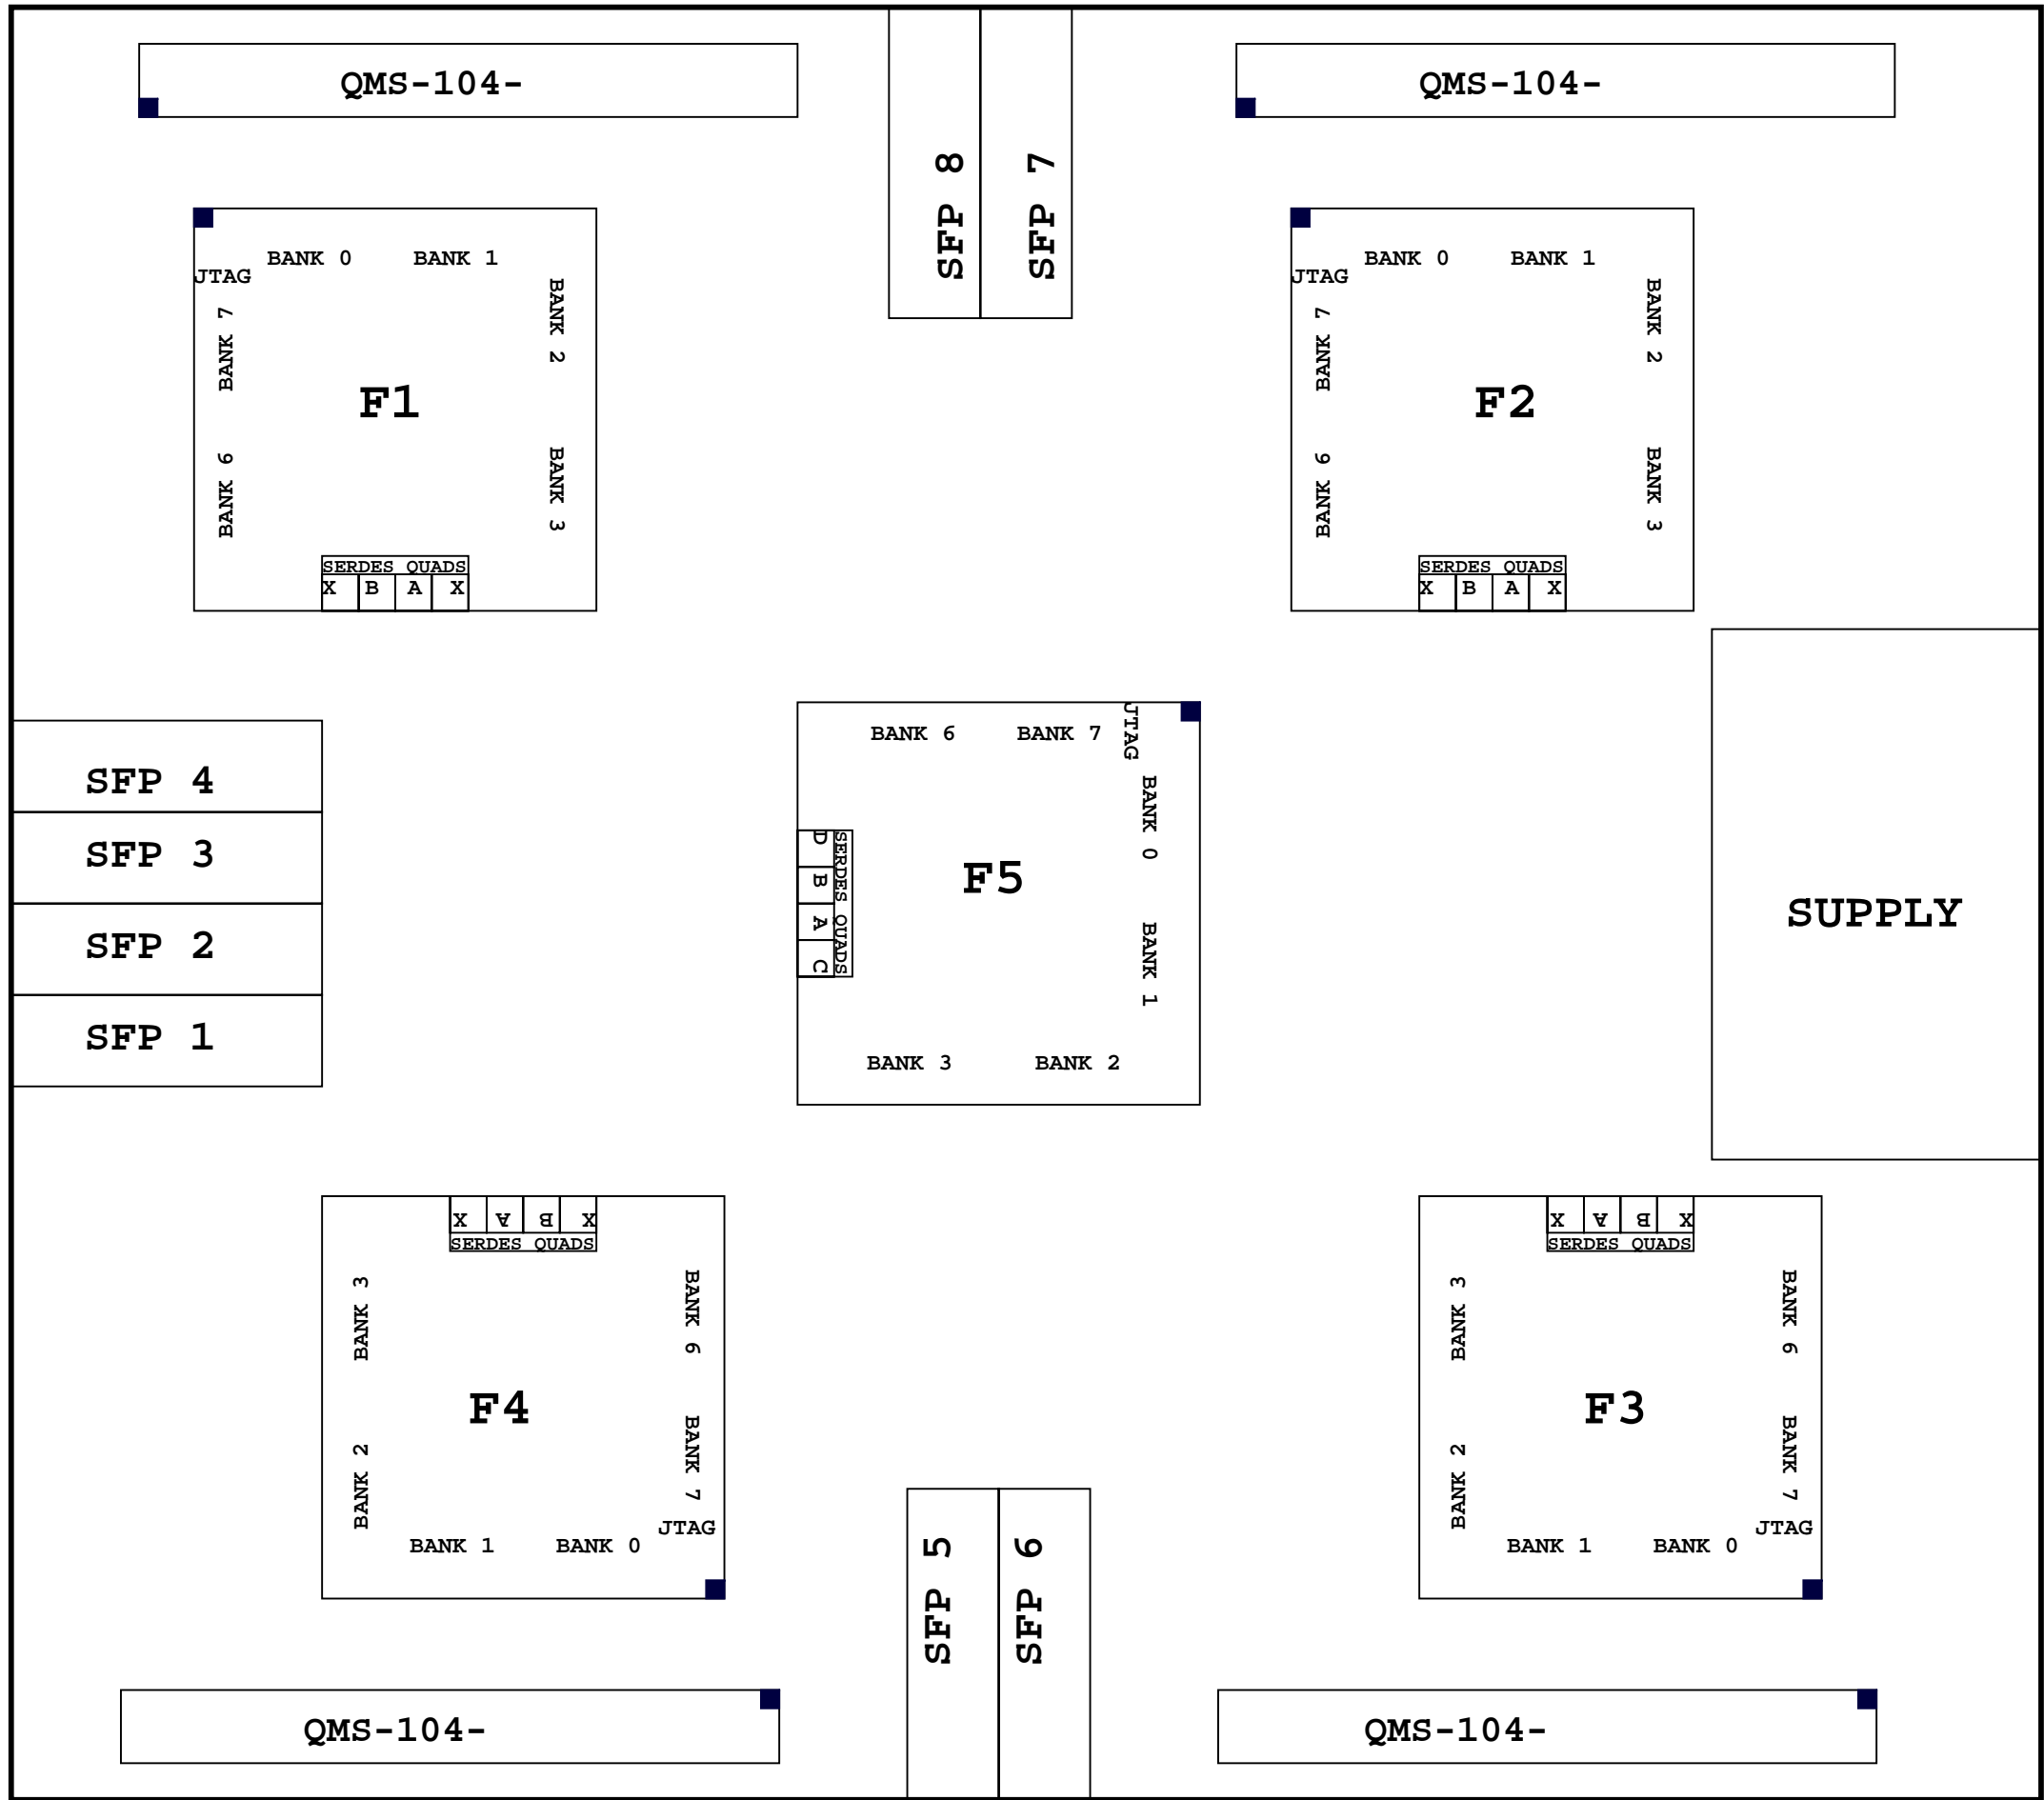 QMS-104-
QMS-104-
SFP 8
SFP 7
BANK 0
BANK 1
JTAG
BANK 7
BANK 2
F1
BANK 6
BANK 3
SERDES QUADS
X B A X
BANK 0
BANK 1
JTAG
BANK 7
BANK 2
F2
BANK 6
BANK 3
SERDES QUADS
X B A X
SFP 4
SFP 3
SFP 2
SFP 1
BANK 6
BANK 7
JTAG
BANK 0
D B A C
SERDES QUADS
F5
BANK 1
BANK 3
BANK 2
SUPPLY
X A B X
SERDES QUADS
BANK 3
BANK 6
F4
BANK 2
BANK 7
JTAG
BANK 1
BANK 0
X A B X
SERDES QUADS
BANK 3
BANK 6
F3
BANK 2
BANK 7
JTAG
BANK 1
BANK 0
SFP 5
SFP 6
QMS-104-
QMS-104-